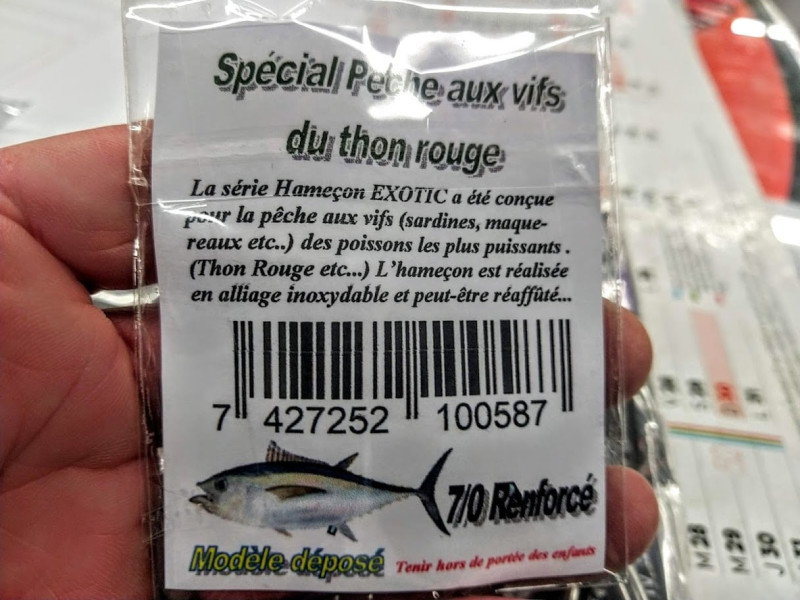 Spécial Pêche aux vifs
du thon rouge
La série Hameçon EXOTIC a été conçue
pour la pêche aux vifs (sardines, maque-
reaux etc..) des poissons les plus puissants .
(Thon Rouge etc...) L'hameçon est réalisée
en alliage inoxydable et peut-être réaffûté...
7 427252 100587
7/0 Renforcé
Modèle déposé Tenir hors de portée des enfants
M 28
M 29
J 30